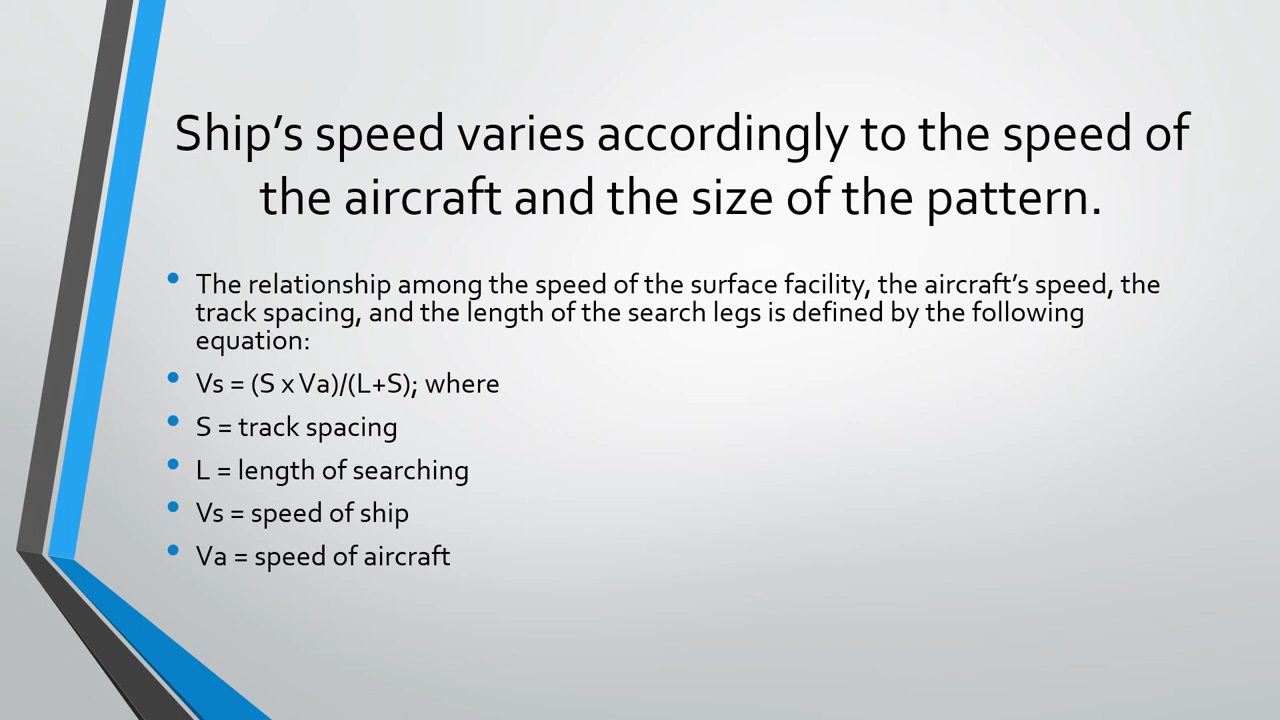 Ship’s speed varies accordingly to the speed of
the aircraft and the size of the pattern.
• The relationship among the speed of the surface facility, the aircraft’s speed, the
track spacing, and the length of the search legs is defined by the following
equation:
• Vs = (S x Va)/(L+S); where
• S = track spacing
• L = length of searching
• Vs = speed of ship
• Va = speed of aircraft